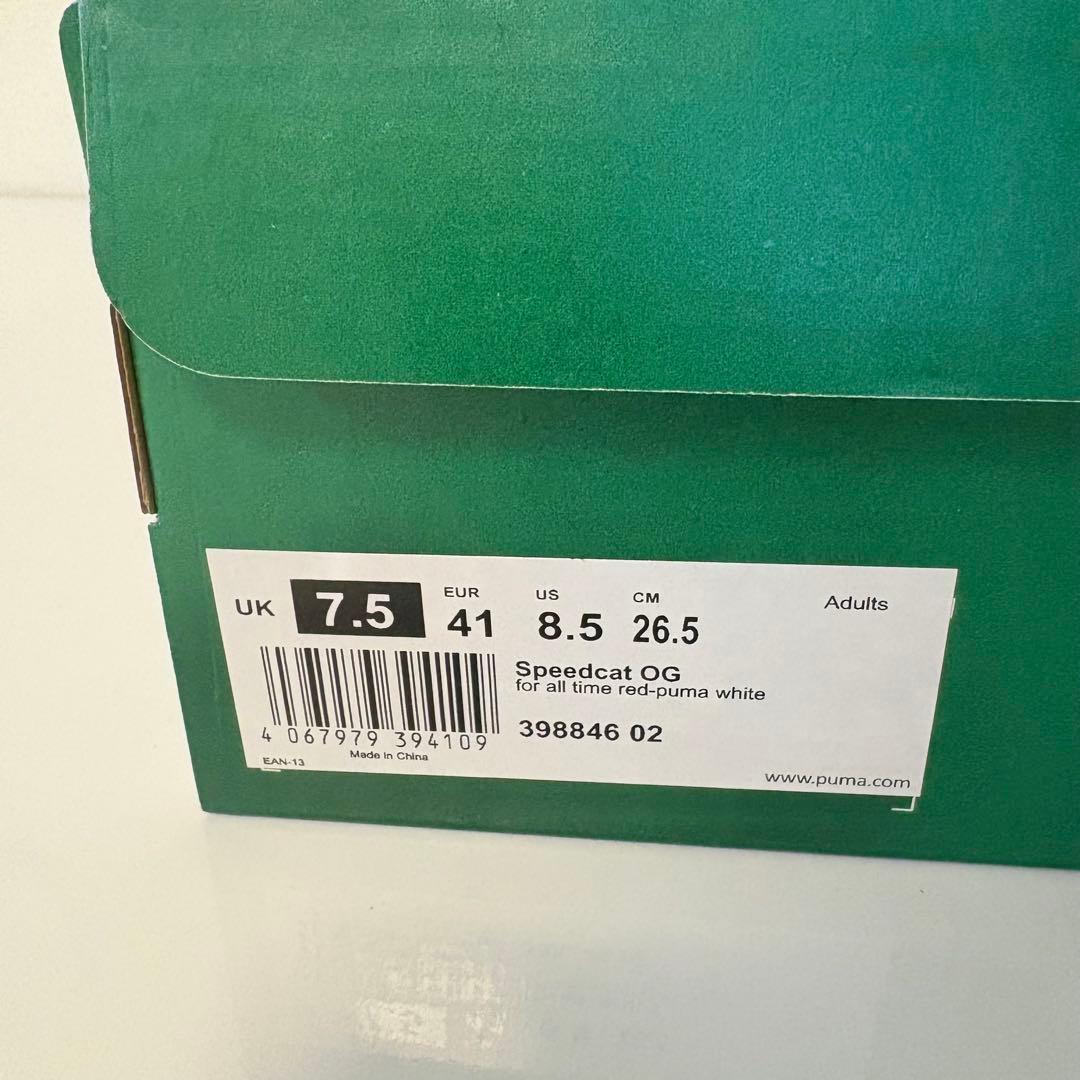 UK 7.5 EUR 41 US 8.5 CM 26.5 Adults
Speedcat OG
for all time red-puma white
398846 02
4 067979 394109
EAN-13 Made in China
www.puma.com